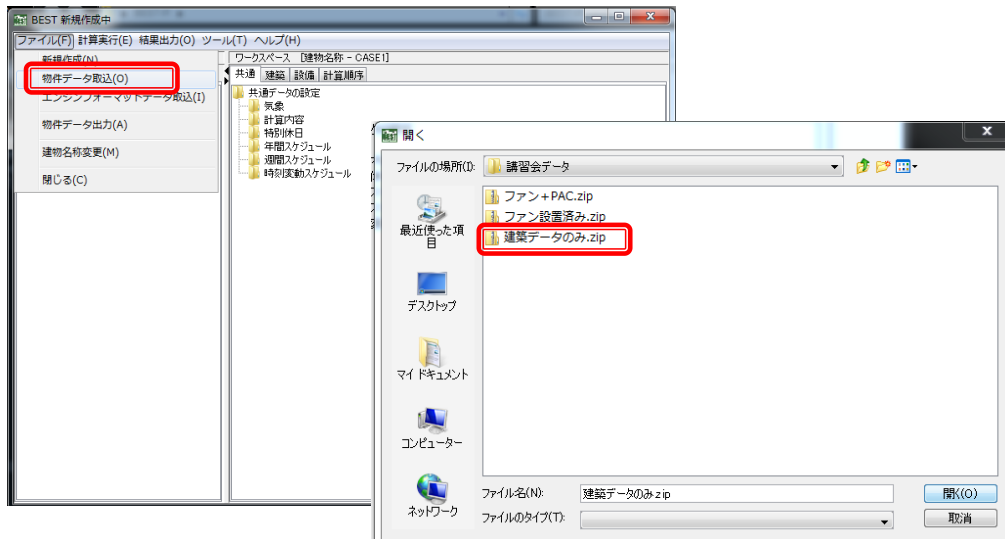 BEST 新規作成中
ファイル(F) 計算実行(E) 結果出力(O) ツール(T) ヘルプ(H)
新規作成(N)
物件データ取込(O)
エンジンフォーマットデータ取込(I)
物件データ出力(A)
建物名称変更(M)
閉じる(C)
ワークスペース [建物名称 - CASE1]
共通 建築 設備 計算順序
共通データの設定
気象
計算内容
特別休日
年間スケジュール
週間スケジュール
時刻変動スケジュール
開く
ファイルの場所(I):
講習会データ
ファン+PAC.zip
ファン設置済み.zip
建築データのみ.zip
最近使った項
目
デスクトップ
マイ ドキュメント
コンピューター
ネットワーク
ファイル名(N): 建築データのみ.zip
開く(O)
ファイルのタイプ(T):
取消